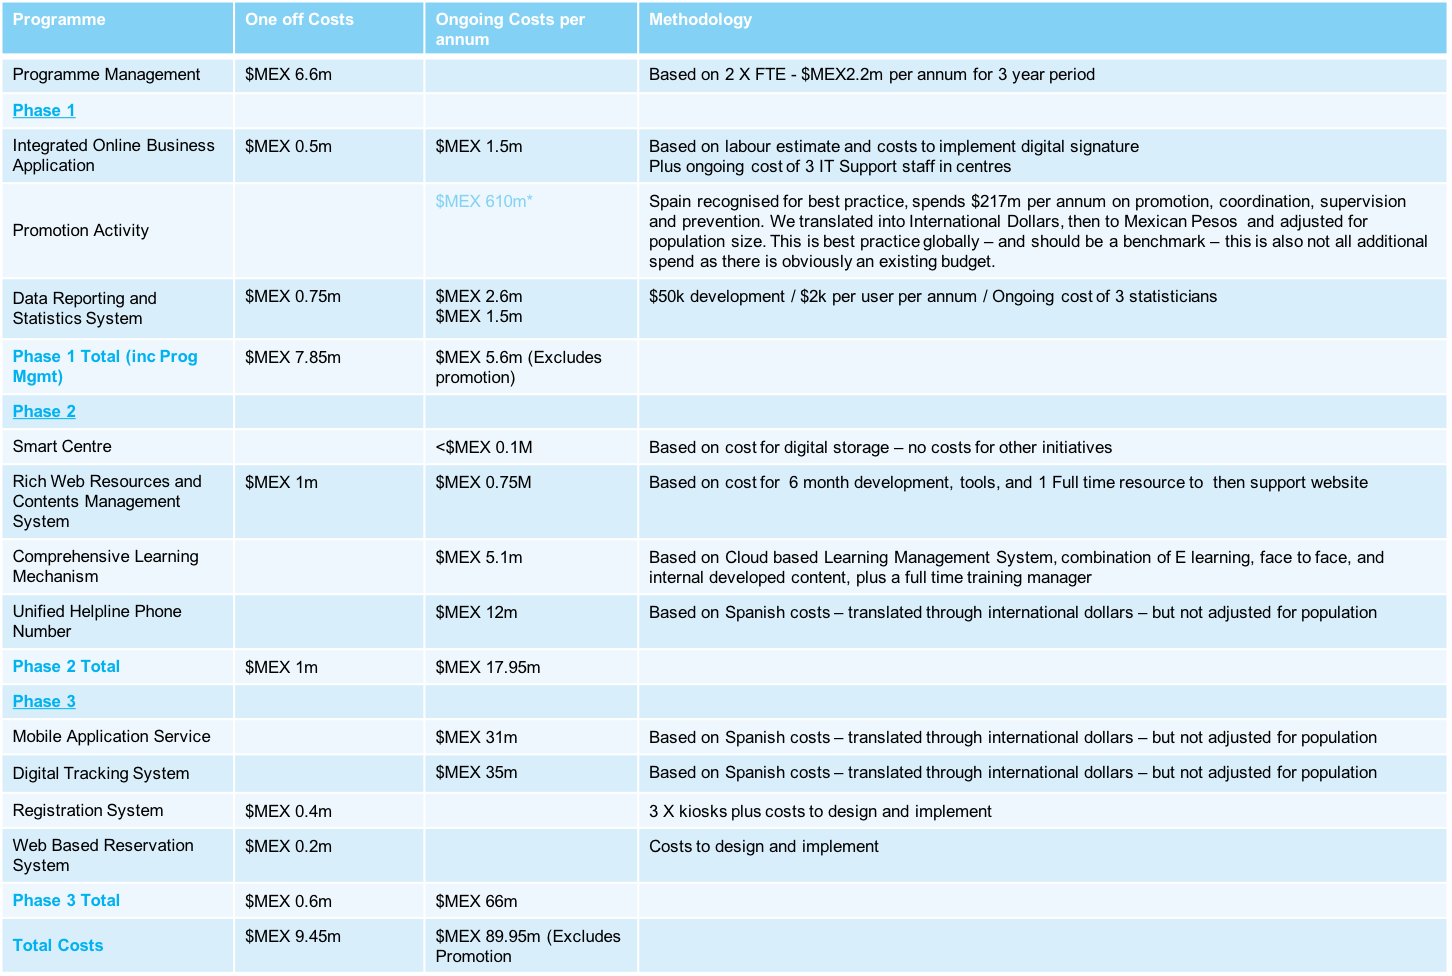 Programme
One off Costs
Ongoing Costs per
annum
Methodology
Programme Management
$MEX 6.6m
Based on 2 X FTE - $MEX2.2m per annum for 3 year period
Phase 1
Integrated Online Business
Application
$MEX 0.5m
$MEX 1.5m
Based on labour estimate and costs to implement digital signature
Plus ongoing cost of 3 IT Support staff in centres
Promotion Activity
$MEX 610m*
Spain recognised for best practice, spends $217m per annum on promotion, coordination, supervision
and prevention. We translated into International Dollars, then to Mexican Pesos and adjusted for
population size. This is best practice globally – and should be a benchmark – this is also not all additional
spend as there is obviously an existing budget.
Data Reporting and
Statistics System
$MEX 0.75m
$MEX 2.6m
$MEX 1.5m
$50k development / $2k per user per annum / Ongoing cost of 3 statisticians
Phase 1 Total (inc Prog
Mgmt)
$MEX 7.85m
$MEX 5.6m (Excludes
promotion)
Phase 2
Smart Centre
<$MEX 0.1M
Based on cost for digital storage – no costs for other initiatives
Rich Web Resources and
Contents Management
System
$MEX 1m
$MEX 0.75M
Based on cost for 6 month development, tools, and 1 Full time resource to then support website
Comprehensive Learning
Mechanism
$MEX 5.1m
Based on Cloud based Learning Management System, combination of E learning, face to face, and
internal developed content, plus a full time training manager
Unified Helpline Phone
Number
$MEX 12m
Based on Spanish costs – translated through international dollars – but not adjusted for population
Phase 2 Total
$MEX 1m
$MEX 17.95m
Phase 3
Mobile Application Service
$MEX 31m
Based on Spanish costs – translated through international dollars – but not adjusted for population
Digital Tracking System
$MEX 35m
Based on Spanish costs – translated through international dollars – but not adjusted for population
Registration System
$MEX 0.4m
3 X kiosks plus costs to design and implement
Web Based Reservation
System
$MEX 0.2m
Costs to design and implement
Phase 3 Total
$MEX 0.6m
$MEX 66m
Total Costs
$MEX 9.45m
$MEX 89.95m (Excludes
Promotion